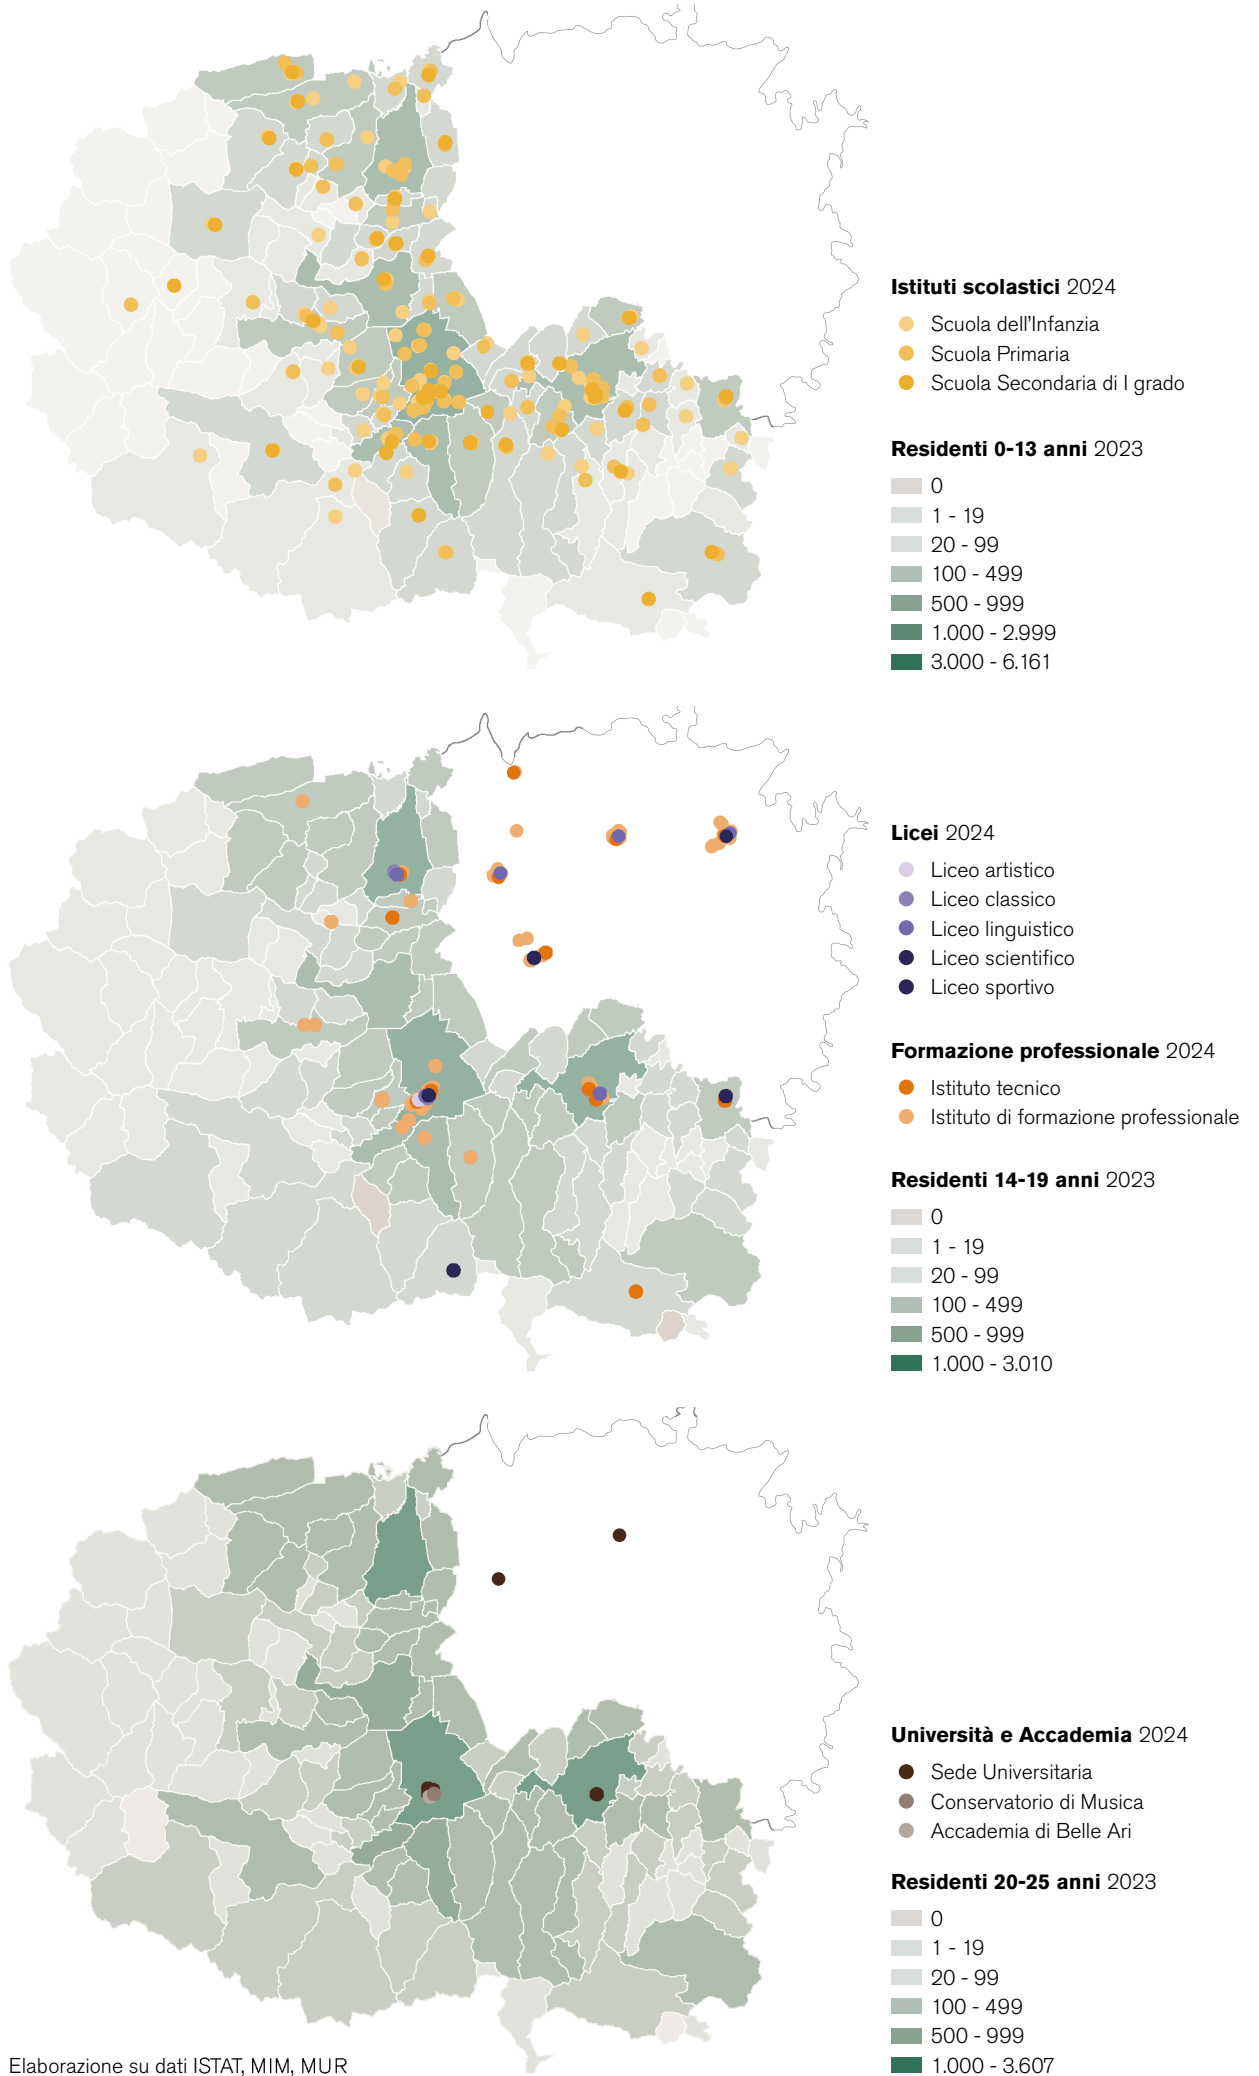 Istituti scolastici 2024
Scuola dell'Infanzia
Scuola Primaria
Scuola Secondaria di I grado
Residenti 0-13 anni 2023
0
1 - 19
20 - 99
100 - 499
500 - 999
1.000 - 2.999
3.000 - 6.161
Licei 2024
Liceo artistico
Liceo classico
Liceo linguistico
Liceo scientifico
Liceo sportivo
Formazione professionale 2024
Istituto tecnico
Istituto di formazione professionale
Residenti 14-19 anni 2023
0
1 - 19
20 - 99
100 - 499
500 - 999
1.000 - 3.010
Università e Accademia 2024
Sede Universitaria
Conservatorio di Musica
Accademia di Belle Ari
Residenti 20-25 anni 2023
0
1 - 19
20 - 99
100 - 499
500 - 999
1.000 - 3.607
Elaborazione su dati ISTAT, MIM, MUR